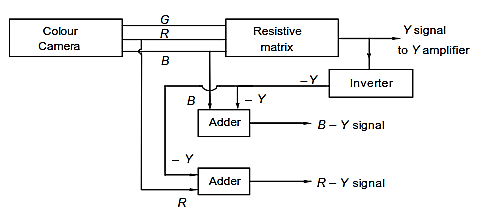 Colour
Camera
G
R
B
Resistive
matrix
Y signal
to Y amplifier
Inverter
– Y
B
– Y
Adder
B – Y signal
– Y
Adder
R – Y signal
R